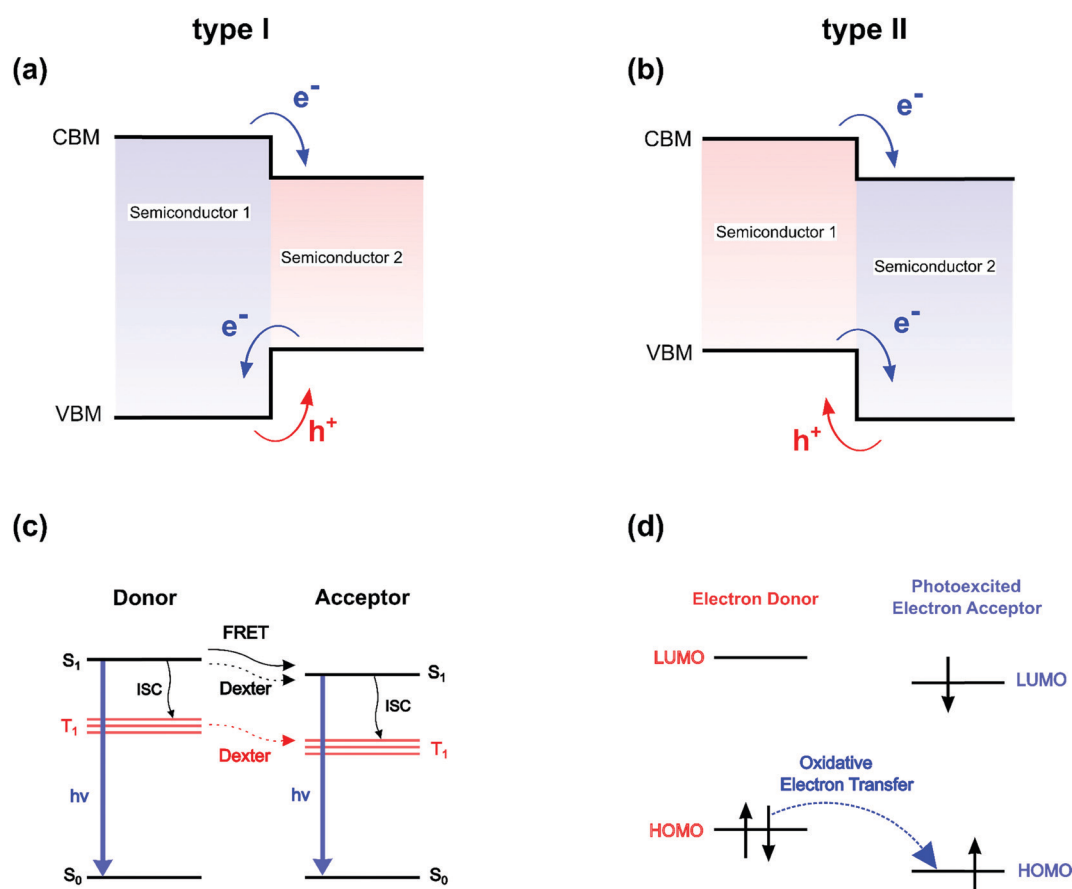 type I
type II
(a)
(b)
e⁻
e⁻
CBM
CBM
Semiconductor 1
Semiconductor 2
Semiconductor 1
Semiconductor 2
e⁻
e⁻
VBM
VBM
h⁺
h⁺
(c)
(d)
Donor
Acceptor
FRET
S₁
S₁
Dexter
ISC
ISC
T₁
T₁
Dexter
hν
hν
S₀
S₀
Electron Donor
Photoexcited
Electron Acceptor
LUMO
LUMO
Oxidative
Electron Transfer
HOMO
HOMO